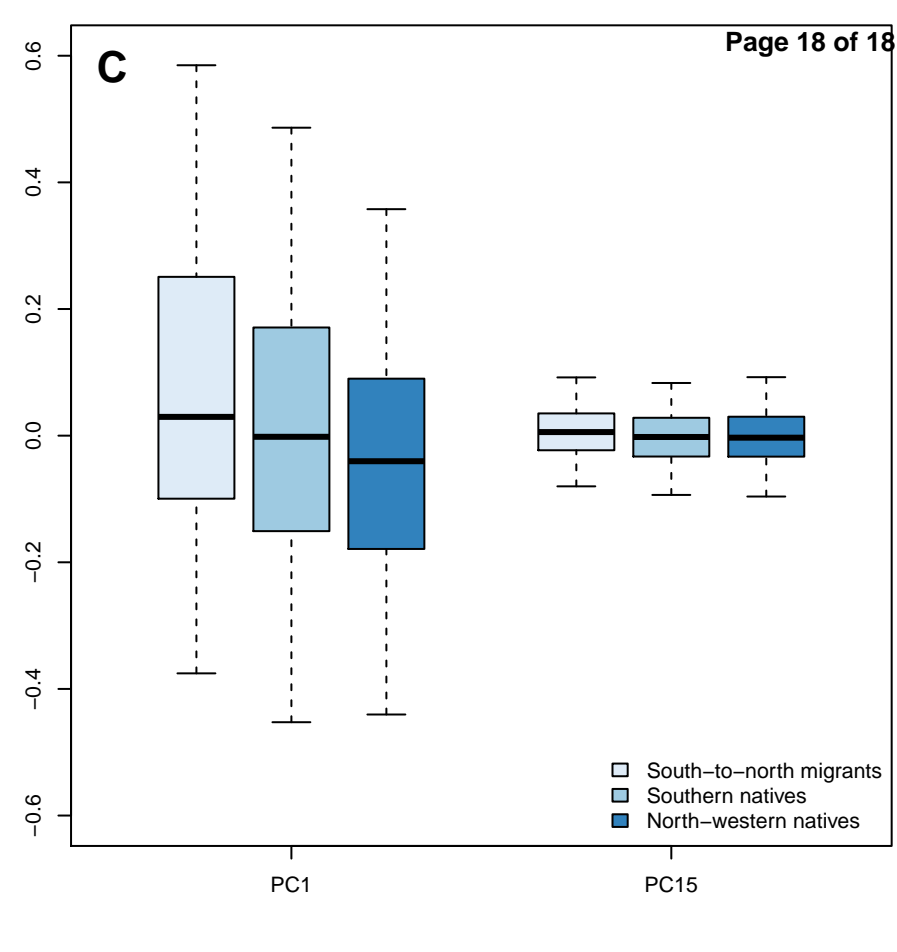 Page 18 of 18
C
0.6
0.4
0.2
0.0
−0.2
−0.4
−0.6
South−to−north migrants
Southern natives
North−western natives
PC1
PC15